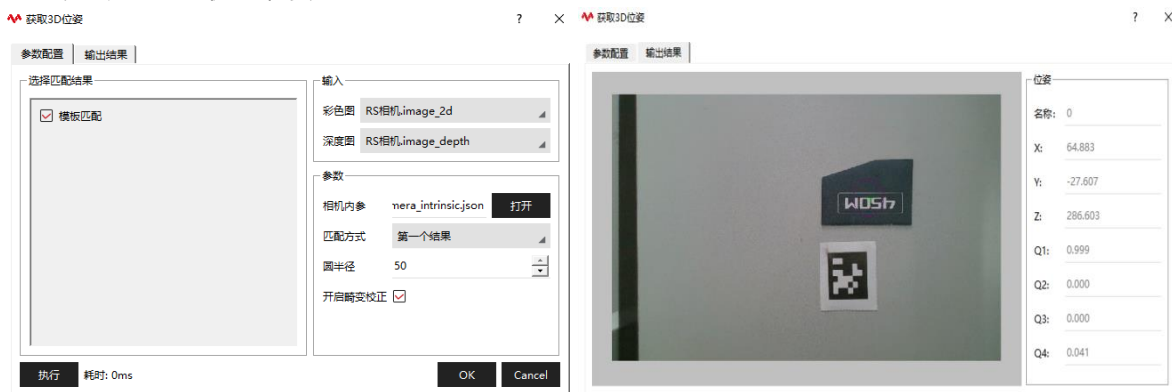 获取3D位姿
? ×
参数配置 输出结果
选择匹配结果
模板匹配
输入
彩色图 RS相机.image_2d
深度图 RS相机.image_depth
参数
相机内参 nera_intrinsic.json 打开
匹配方式 第一个结果
圆半径 50
开启畸变校正
执行 耗时: 0ms
OK Cancel
获取3D位姿
? X
参数配置 输出结果
位姿
名称: 0
X: 64.883
Y: -27.607
Z: 286.603
Q1: 0.999
Q2: 0.000
Q3: 0.000
Q4: 0.041